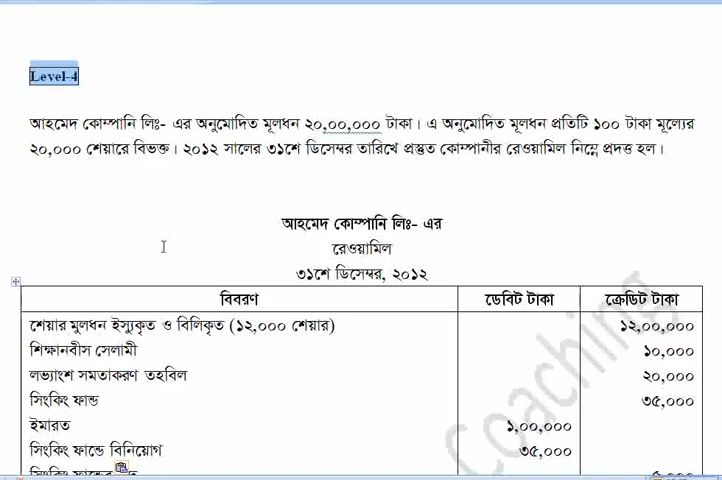 Level-4
আহমেদ কোম্পানি লিঃ- এর অনুমোদিত মূলধন ২০,০০,০০০ টাকা। এ অনুমোদিত মূলধন প্রতিটি ১০০ টাকা মূল্যের
২০,০০০ শেয়ারে বিভক্ত। ২০১২ সালের ৩১শে ডিসেম্বর তারিখে প্রস্তুত কোম্পানীর রেওয়ামিল নিম্নে প্রদত্ত হল।
আহমেদ কোম্পানি লিঃ- এর
রেওয়ামিল
৩১শে ডিসেম্বর, ২০১২
বিবরণ ডেবিট টাকা ক্রেডিট টাকা
শেয়ার মুলধন ইস্যুকৃত ও বিলিকৃত (১২,০০০ শেয়ার) ১২,০০,০০০
শিক্ষানবীস সেলামী ১০,০০০
লভ্যাংশ সমতাকরণ তহবিল ২০,০০০
সিংকিং ফান্ড ৩৫,০০০
ইমারত ১,০০,০০০
সিংকিং ফান্ডে বিনিয়োগ ৩৫,০০০
Coaching